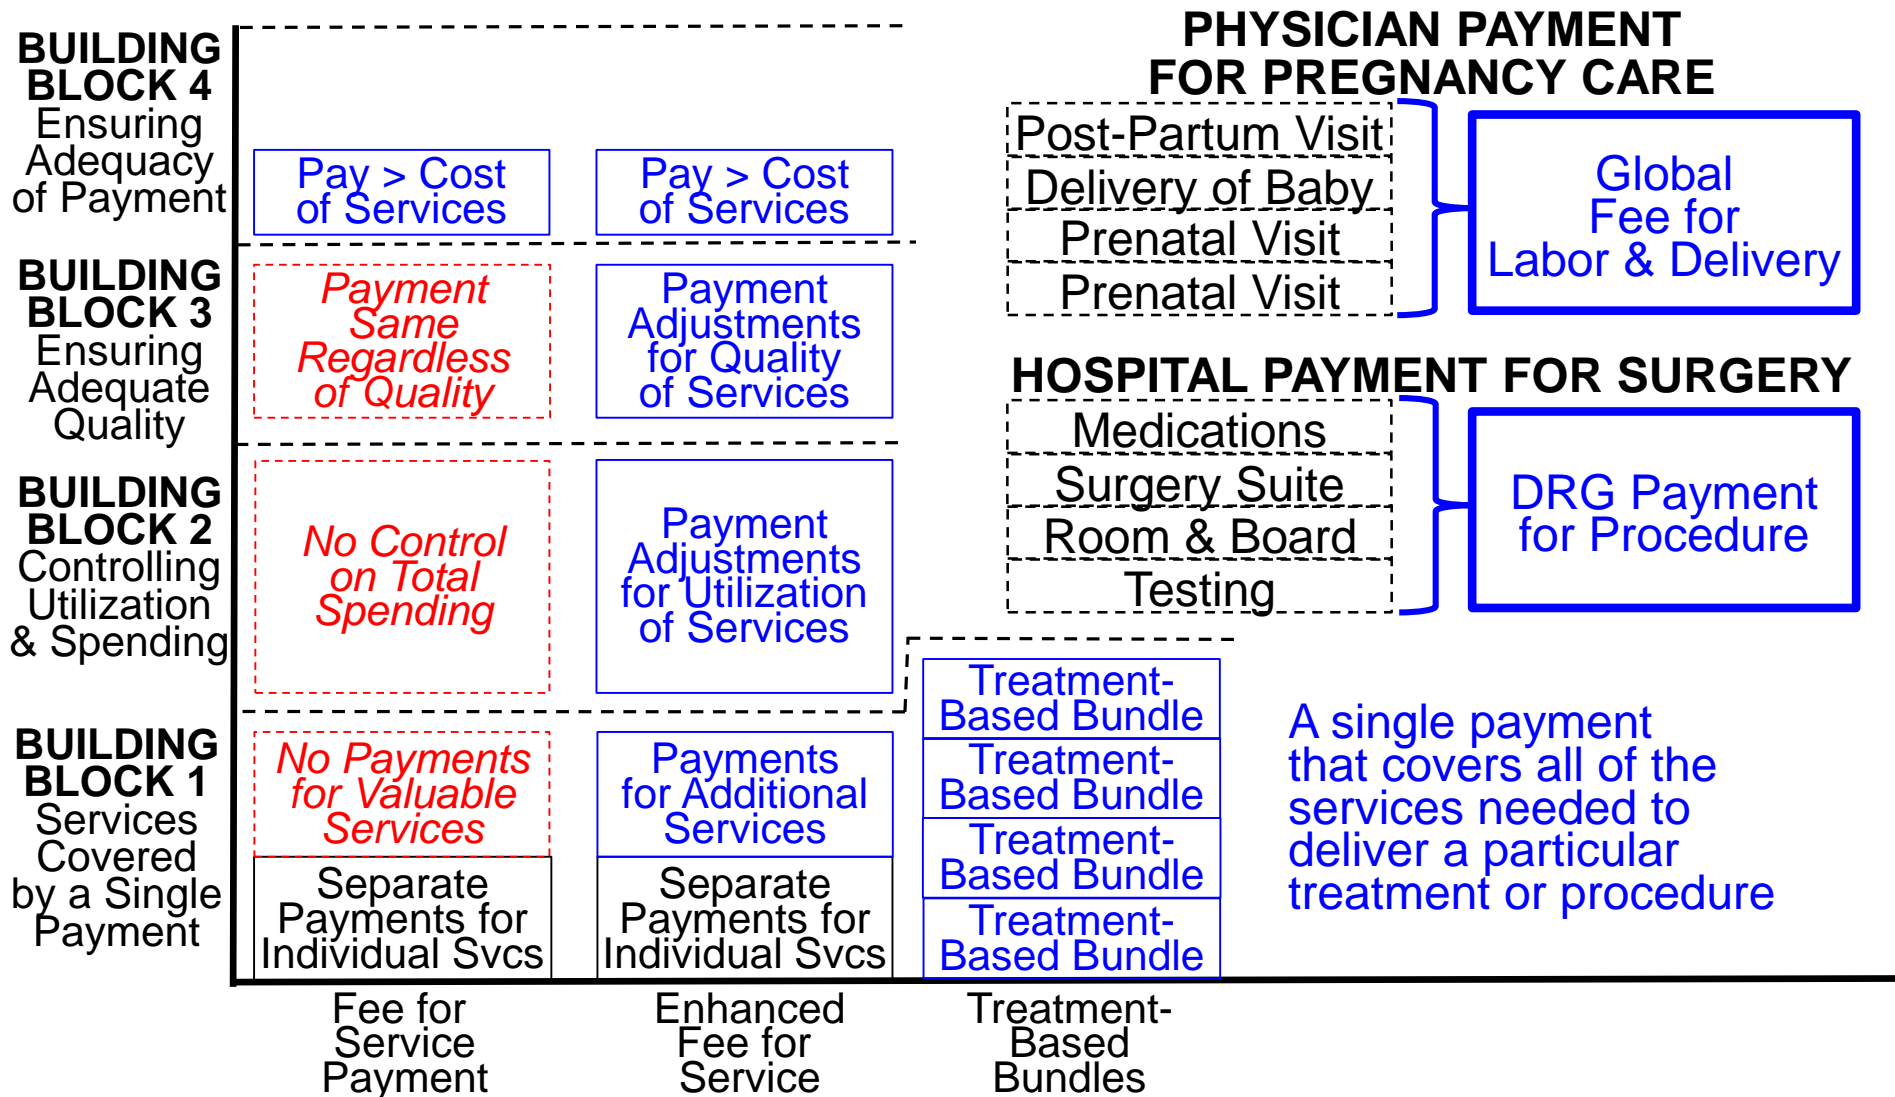 BUILDING
BLOCK 4
Ensuring
Adequacy
of Payment
Pay > Cost
of Services
Pay > Cost
of Services
BUILDING
BLOCK 3
Ensuring
Adequate
Quality
Payment
Same
Regardless
of Quality
Payment
Adjustments
for Quality
of Services
BUILDING
BLOCK 2
Controlling
Utilization
& Spending
No Control
on Total
Spending
Payment
Adjustments
for Utilization
of Services
BUILDING
BLOCK 1
Services
Covered
by a Single
Payment
No Payments
for Valuable
Services
Separate
Payments for
Individual Svcs
Payments
for Additional
Services
Separate
Payments for
Individual Svcs
Treatment-
Based Bundle
Treatment-
Based Bundle
Treatment-
Based Bundle
Treatment-
Based Bundle
Fee for
Service
Payment
Enhanced
Fee for
Service
Treatment-
Based
Bundles
PHYSICIAN PAYMENT
FOR PREGNANCY CARE
Post-Partum Visit
Delivery of Baby
Prenatal Visit
Prenatal Visit
Global
Fee for
Labor & Delivery
HOSPITAL PAYMENT FOR SURGERY
Medications
Surgery Suite
Room & Board
Testing
DRG Payment
for Procedure
A single payment
that covers all of the
services needed to
deliver a particular
treatment or procedure